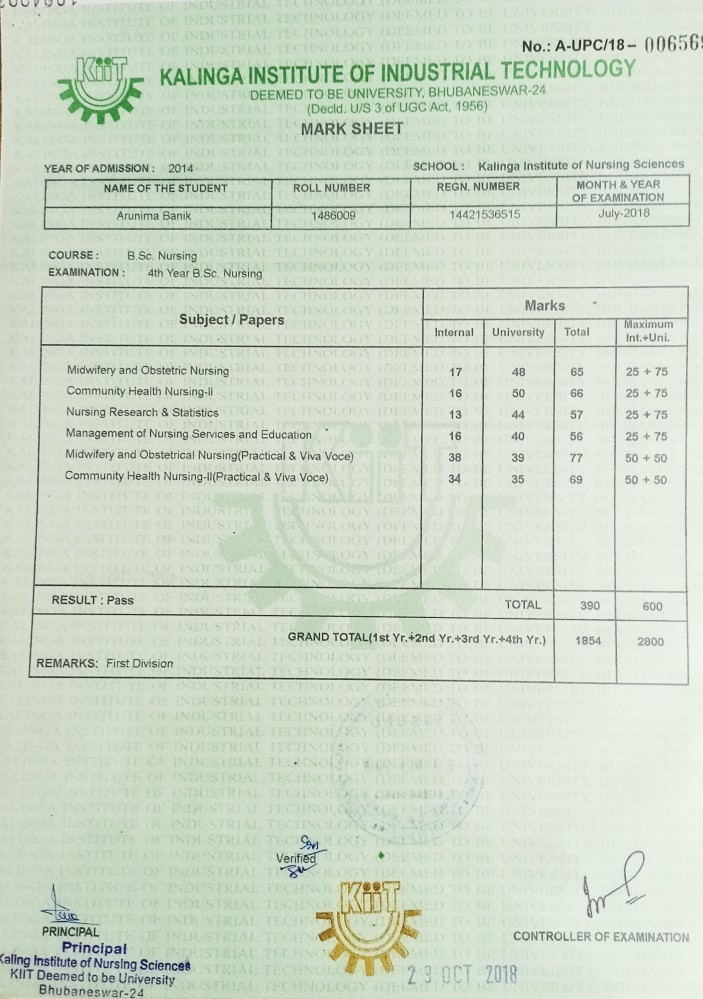 No.: A-UPC/18 - 00656
KiiT
KALINGA INSTITUTE OF INDUSTRIAL TECHNOLOGY
DEEMED TO BE UNIVERSITY, BHUBANESWAR-24
(Decld. U/S 3 of UGC Act, 1956)
MARK SHEET
YEAR OF ADMISSION : 2014 SCHOOL : Kalinga Institute of Nursing Sciences
NAME OF THE STUDENT ROLL NUMBER REGN. NUMBER MONTH & YEAR OF EXAMINATION
Arunima Banik 1486009 14421536515 July-2018
COURSE : B.Sc. Nursing
EXAMINATION : 4th Year B.Sc. Nursing
Subject / Papers Marks
Internal University Total Maximum Int.+Uni.
Midwifery and Obstetric Nursing 17 48 65 25 + 75
Community Health Nursing-II 16 50 66 25 + 75
Nursing Research & Statistics 13 44 57 25 + 75
Management of Nursing Services and Education 16 40 56 25 + 75
Midwifery and Obstetrical Nursing(Practical & Viva Voce) 38 39 77 50 + 50
Community Health Nursing-II(Practical & Viva Voce) 34 35 69 50 + 50
RESULT : Pass TOTAL 390 600
GRAND TOTAL(1st Yr.+2nd Yr.+3rd Yr.+4th Yr.) 1854 2800
REMARKS: First Division
Verified
KiiT
PRINCIPAL
Principal
Kaling Institute of Nursing Sciences
KIIT Deemed to be University
Bhubaneswar-24
CONTROLLER OF EXAMINATION
23 OCT 2018